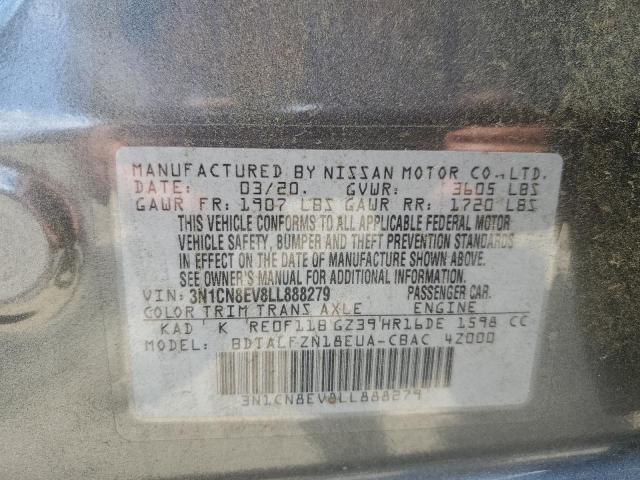 MANUFACTURED BY NISSAN MOTOR CO.,LTD.
DATE: 03/20. GVWR: 3605 LBS
GAWR FR: 1907 LBS GAWR RR: 1720 LBS
THIS VEHICLE CONFORMS TO ALL APPLICABLE FEDERAL MOTOR
VEHICLE SAFETY, BUMPER AND THEFT PREVENTION STANDARDS
IN EFFECT ON THE DATE OF MANUFACTURE SHOWN ABOVE.
SEE OWNER'S MANUAL FOR ADDITIONAL INFORMATION.
VIN: 3N1CN8EV8LL888279 PASSENGER CAR.
COLOR TRIM TRANS AXLE ENGINE
KAD K RE0F11B GZ39 HR16DE 1598 CC
MODEL: BDTALFZN18EUA-CBAC 4Z000
3N1CN8EV8LL888279